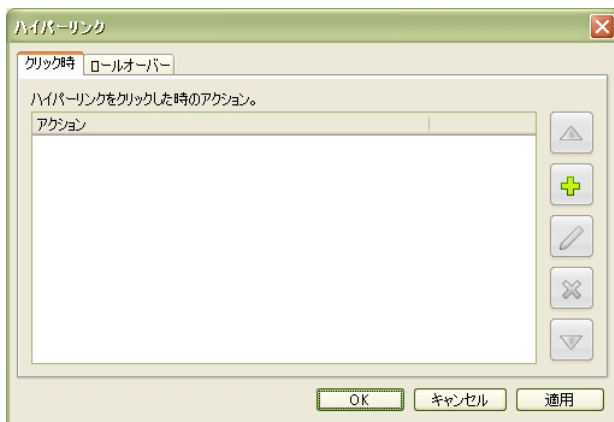 ハイパーリンク
クリック時 ロールオーバー
ハイパーリンクをクリックした時のアクション。
アクション
OK キャンセル 適用